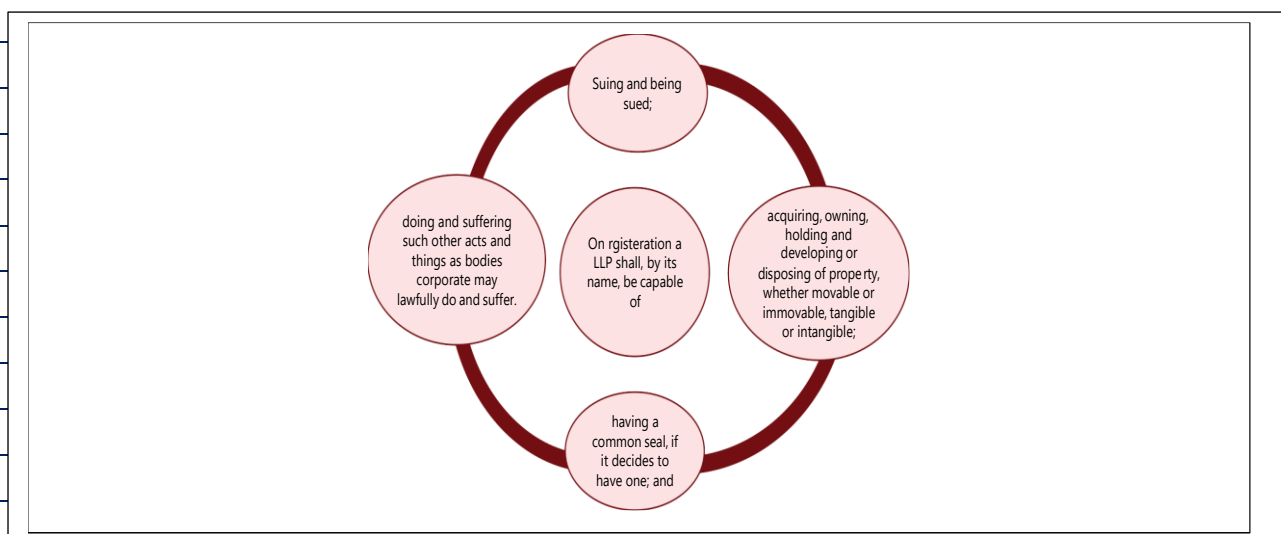 Suing and being
sued;
acquiring, owning,
holding and
developing or
disposing of property,
whether movable or
immovable, tangible
or intangible;
having a
common seal, if
it decides to
have one; and
doing and suffering
such other acts and
things as bodies
corporate may
lawfully do and suffer.
On rgisteration a
LLP shall, by its
name, be capable
of